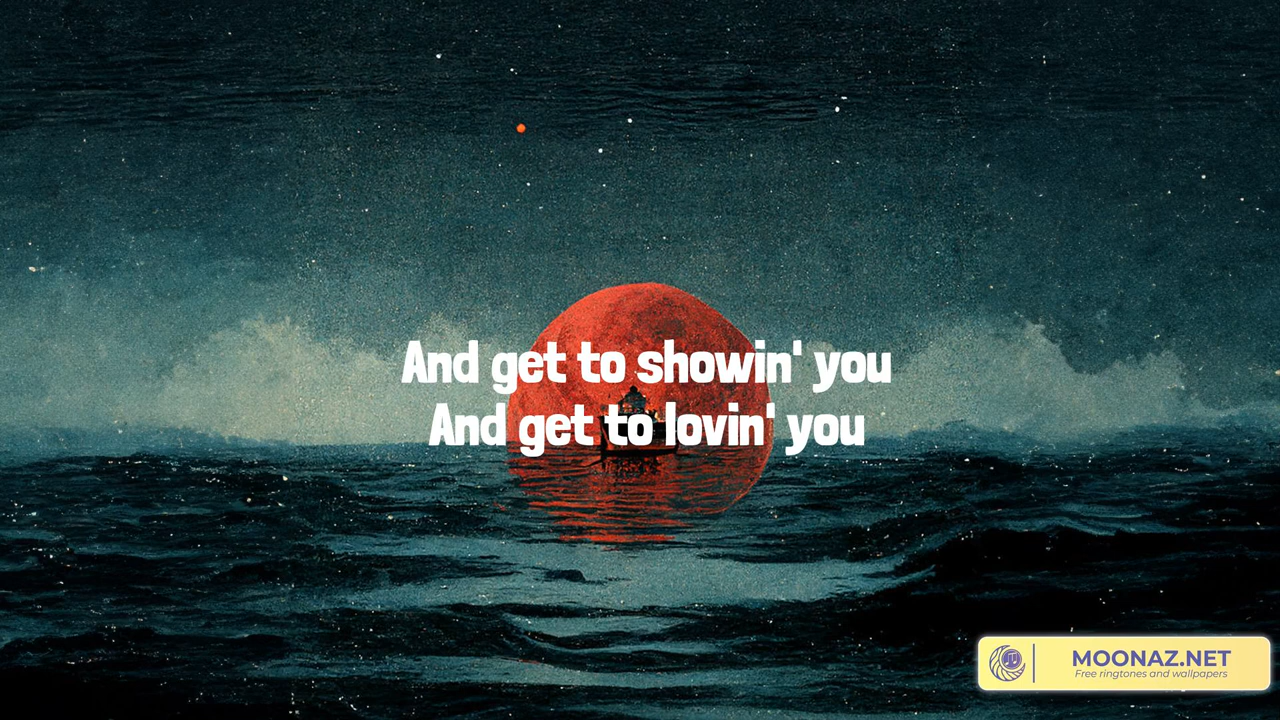 And get to showin' you
And get to lovin' you
MOONAZ.NET
Free ringtones and wallpapers